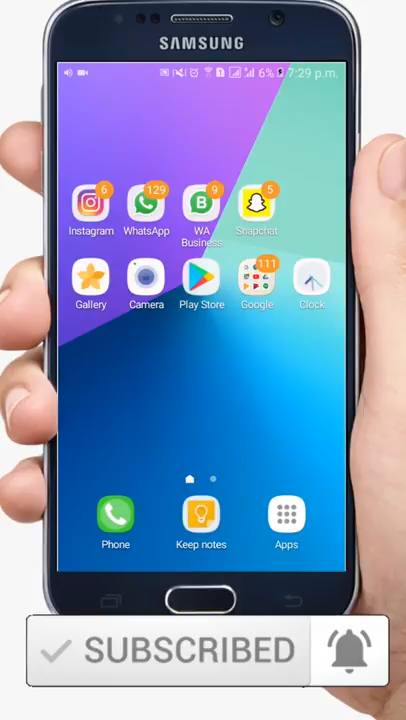 SAMSUNG
6% 7:29 p.m.
6 129 9 5
Instagram WhatsApp WA Business Snapchat
111
Gallery Camera Play Store Google Clock
Phone Keep notes Apps
SUBSCRIBED